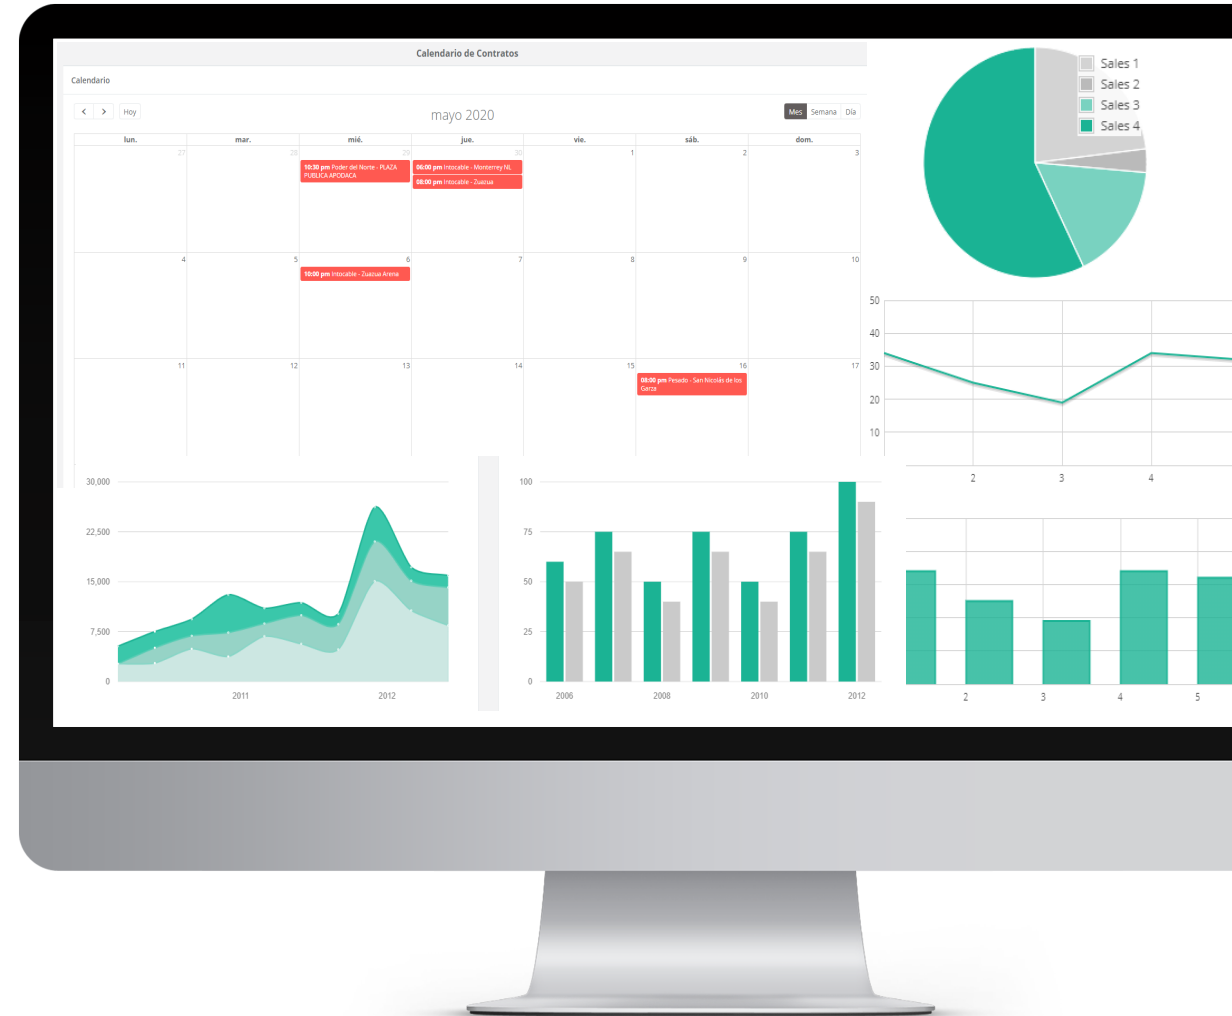 Calendario de Contratos
Calendario
Hoy
mayo 2020
Mes Semana Día
lun. mar. mié. jue. vie. sáb. dom.
27 28 29 30 1 2 3
10:30 pm Poder del Norte - PLAZA
PUBLICA APODACA
06:00 pm Intocable - Monterrey NL
08:00 pm Intocable - Zuazua
4 5 6 7 8 9 10
10:00 pm Intocable - Zuazua Arena
11 12 13 14 15 16 17
08:00 pm Pesado - San Nicolás de los
Garza
Sales 1
Sales 2
Sales 3
Sales 4
50
40
30
20
10
2 3 4
30,000
22,500
15,000
7,500
0
2011 2012
100
75
50
25
0
2006 2008 2010 2012
2 3 4 5